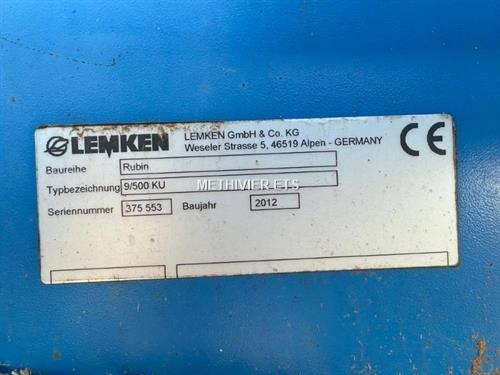 LEMKEN
LEMKEN GmbH & Co. KG
Weseler Strasse 5, 46519 Alpen - GERMANY
CE
Baureihe Rubin
Typbezeichnung 9/500 KU
METHIVIER ETS
Seriennummer 375 553 Baujahr 2012